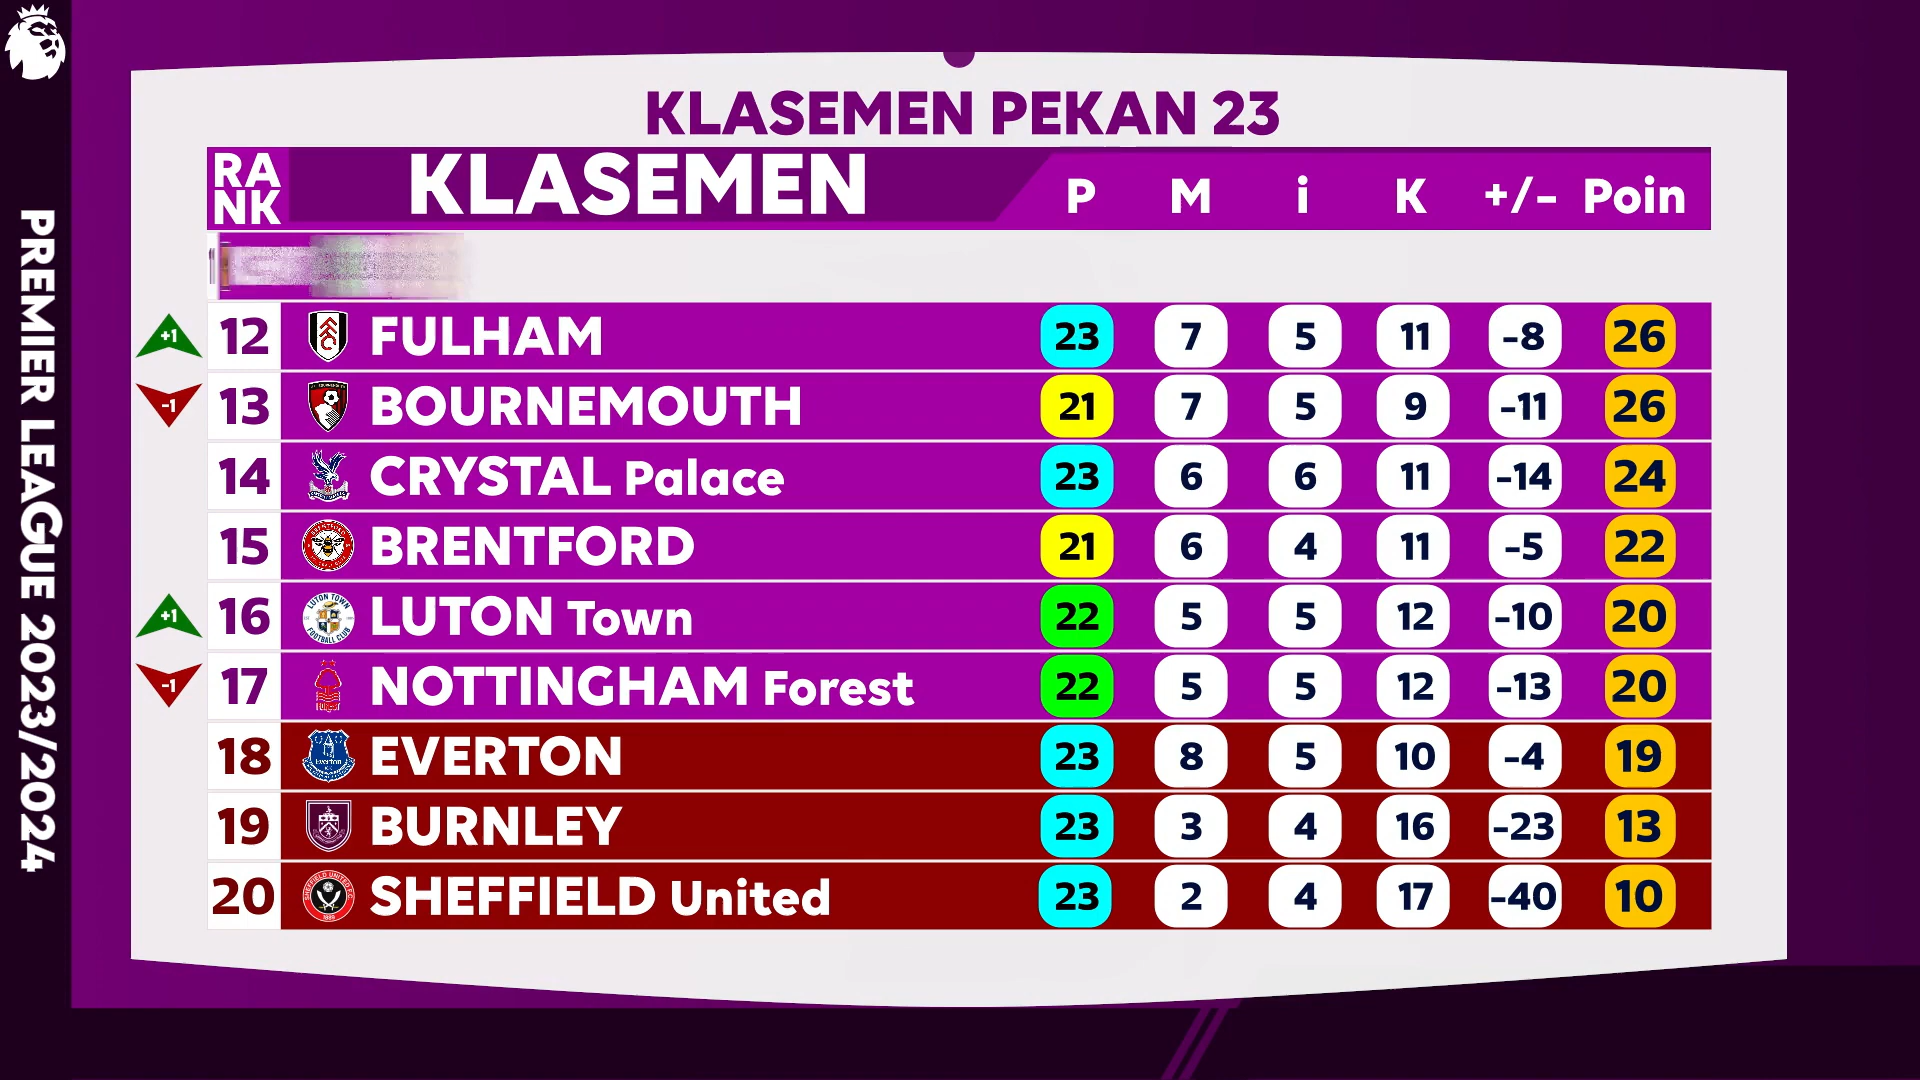 PREMIER LEAGUE 2023/2024
KLASEMEN PEKAN 23
RANK KLASEMEN P M i K +/- Poin
+1 12 FULHAM 23 7 5 11 -8 26
-1 13 BOURNEMOUTH 21 7 5 9 -11 26
14 CRYSTAL Palace 23 6 6 11 -14 24
15 BRENTFORD 21 6 4 11 -5 22
+1 16 LUTON Town 22 5 5 12 -10 20
-1 17 NOTTINGHAM Forest 22 5 5 12 -13 20
18 EVERTON 23 8 5 10 -4 19
19 BURNLEY 23 3 4 16 -23 13
20 SHEFFIELD United 23 2 4 17 -40 10